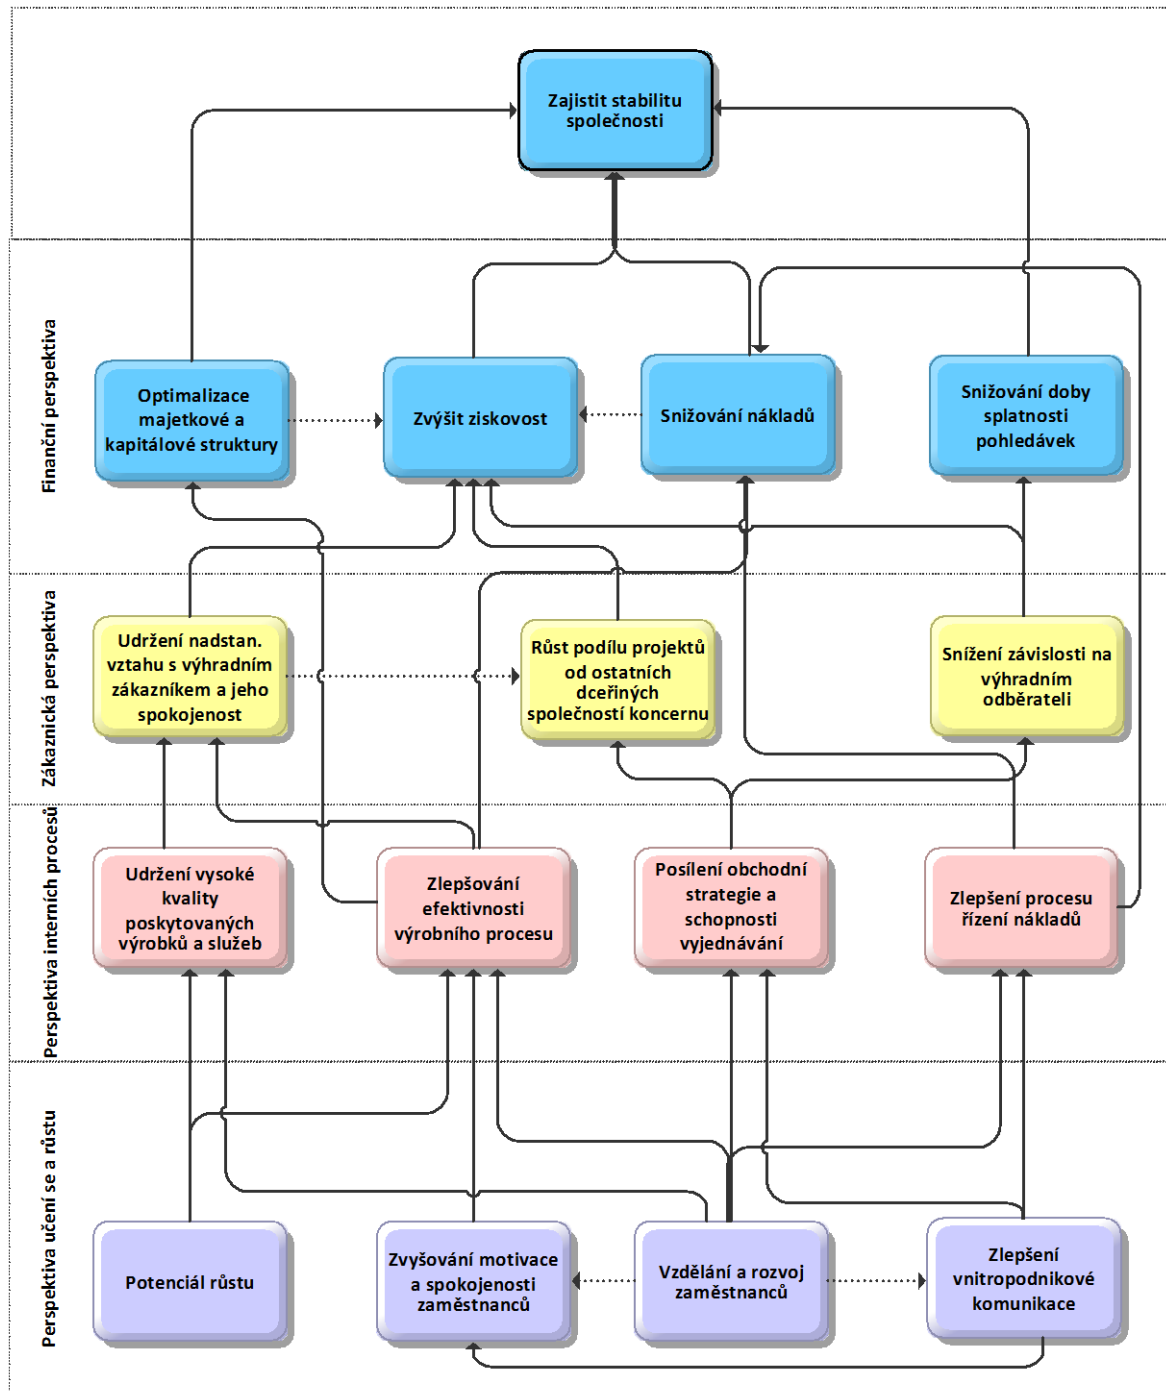 Zajistit stabilitu
společnosti
Finanční perspektiva
Optimalizace
majetkové a
kapitálové struktury
Zvýšit ziskovost
Snižování nákladů
Snižování doby
splatnosti
pohledávek
Zákaznická perspektiva
Udržení nadstan.
vztahu s výhradním
zákazníkem a jeho
spokojenost
Růst podílu projektů
od ostatních
dceřiných
společností koncernu
Snížení závislosti na
výhradním
odběrateli
Perspektiva interních procesů
Udržení vysoké
kvality
poskytovaných
výrobků a služeb
Zlepšování
efektivnosti
výrobního procesu
Posílení obchodní
strategie a
schopnosti
vyjednávání
Zlepšení procesu
řízení nákladů
Perspektiva učení se a růstu
Potenciál růstu
Zvyšování motivace
a spokojenosti
zaměstnanců
Vzdělání a rozvoj
zaměstnanců
Zlepšení
vnitropodnikové
komunikace